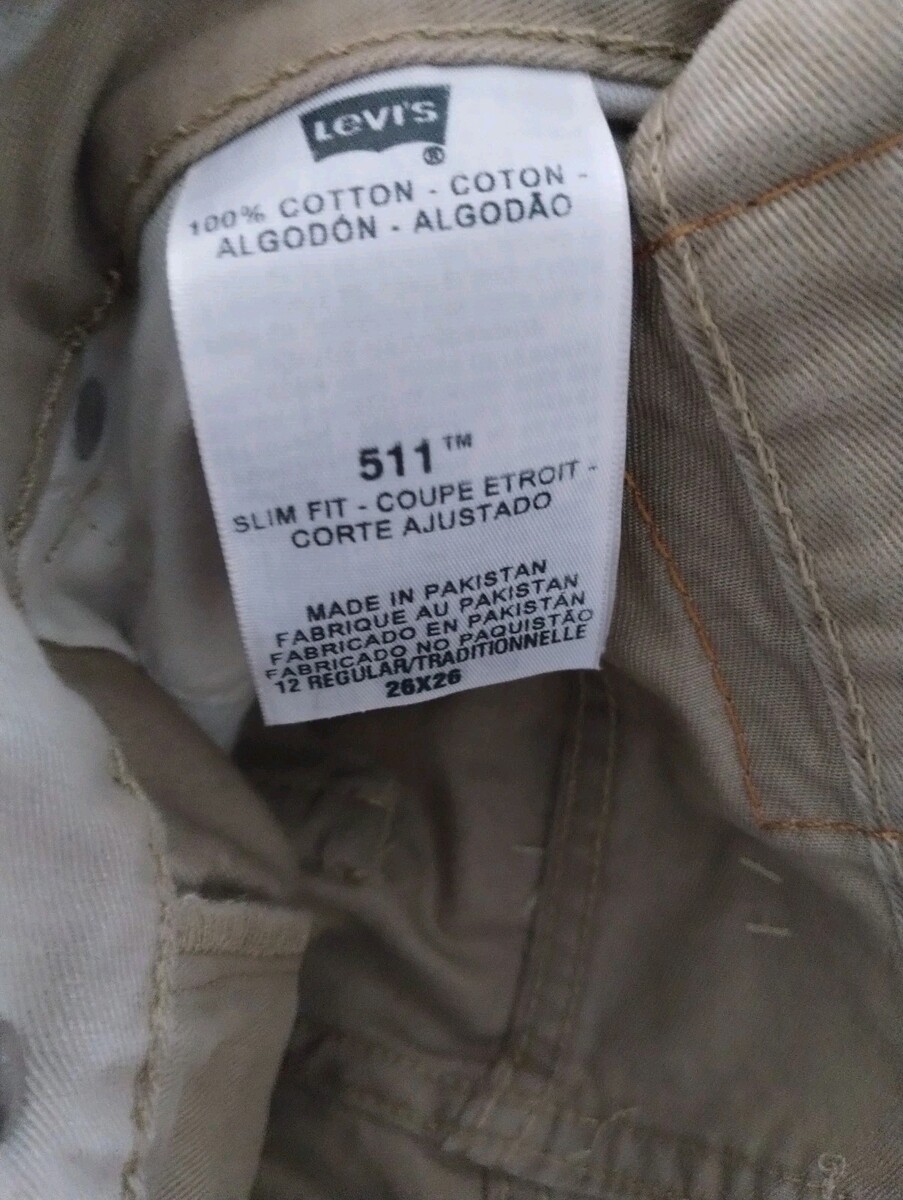 LEVI'S
®
100% COTTON - COTON -
ALGODÓN - ALGODÃO
511™
SLIM FIT - COUPE ETROIT -
CORTE AJUSTADO
MADE IN PAKISTAN
FABRIQUE AU PAKISTAN
FABRICADO EN PAKISTÁN
FABRICADO NO PAQUISTÃO
12 REGULAR/TRADITIONNELLE
26X26